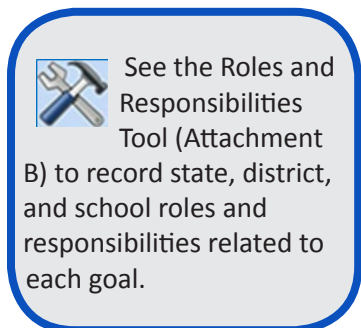 See the Roles and
Responsibilities
Tool (Attachment
B) to record state, district,
and school roles and
responsibilities related to
each goal.